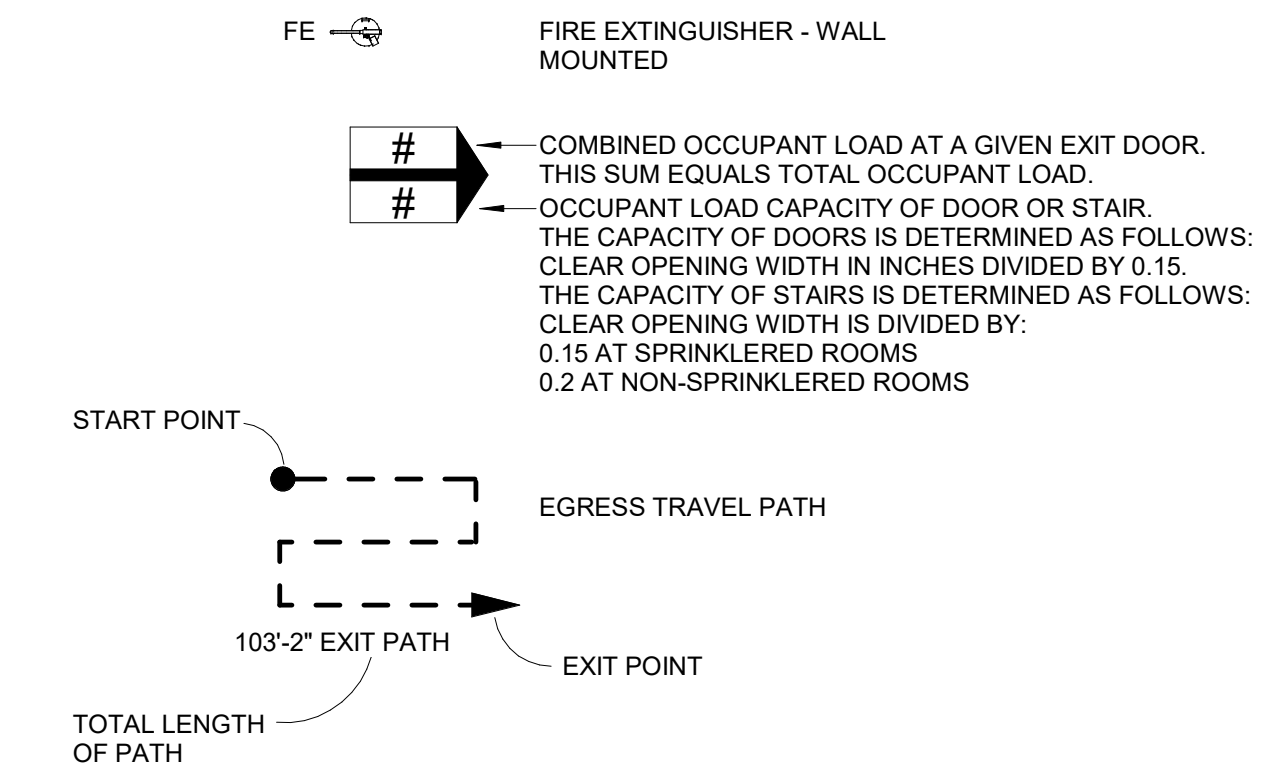 FE
FIRE EXTINGUISHER - WALL
MOUNTED
#
#
COMBINED OCCUPANT LOAD AT A GIVEN EXIT DOOR.
THIS SUM EQUALS TOTAL OCCUPANT LOAD.
OCCUPANT LOAD CAPACITY OF DOOR OR STAIR.
THE CAPACITY OF DOORS IS DETERMINED AS FOLLOWS:
CLEAR OPENING WIDTH IN INCHES DIVIDED BY 0.15.
THE CAPACITY OF STAIRS IS DETERMINED AS FOLLOWS:
CLEAR OPENING WIDTH IS DIVIDED BY:
0.15 AT SPRINKLERED ROOMS
0.2 AT NON-SPRINKLERED ROOMS
START POINT
EGRESS TRAVEL PATH
103'-2" EXIT PATH
EXIT POINT
TOTAL LENGTH
OF PATH